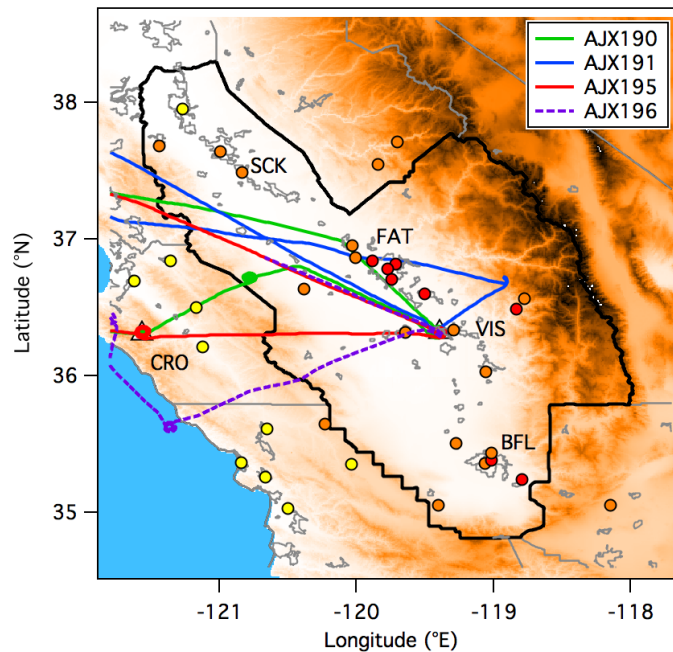 AJX190
AJX191
AJX195
AJX196
38
SCK
37
FAT
Latitude (°N)
VIS
36
CRO
BFL
35
-121
-120
-119
-118
Longitude (°E)